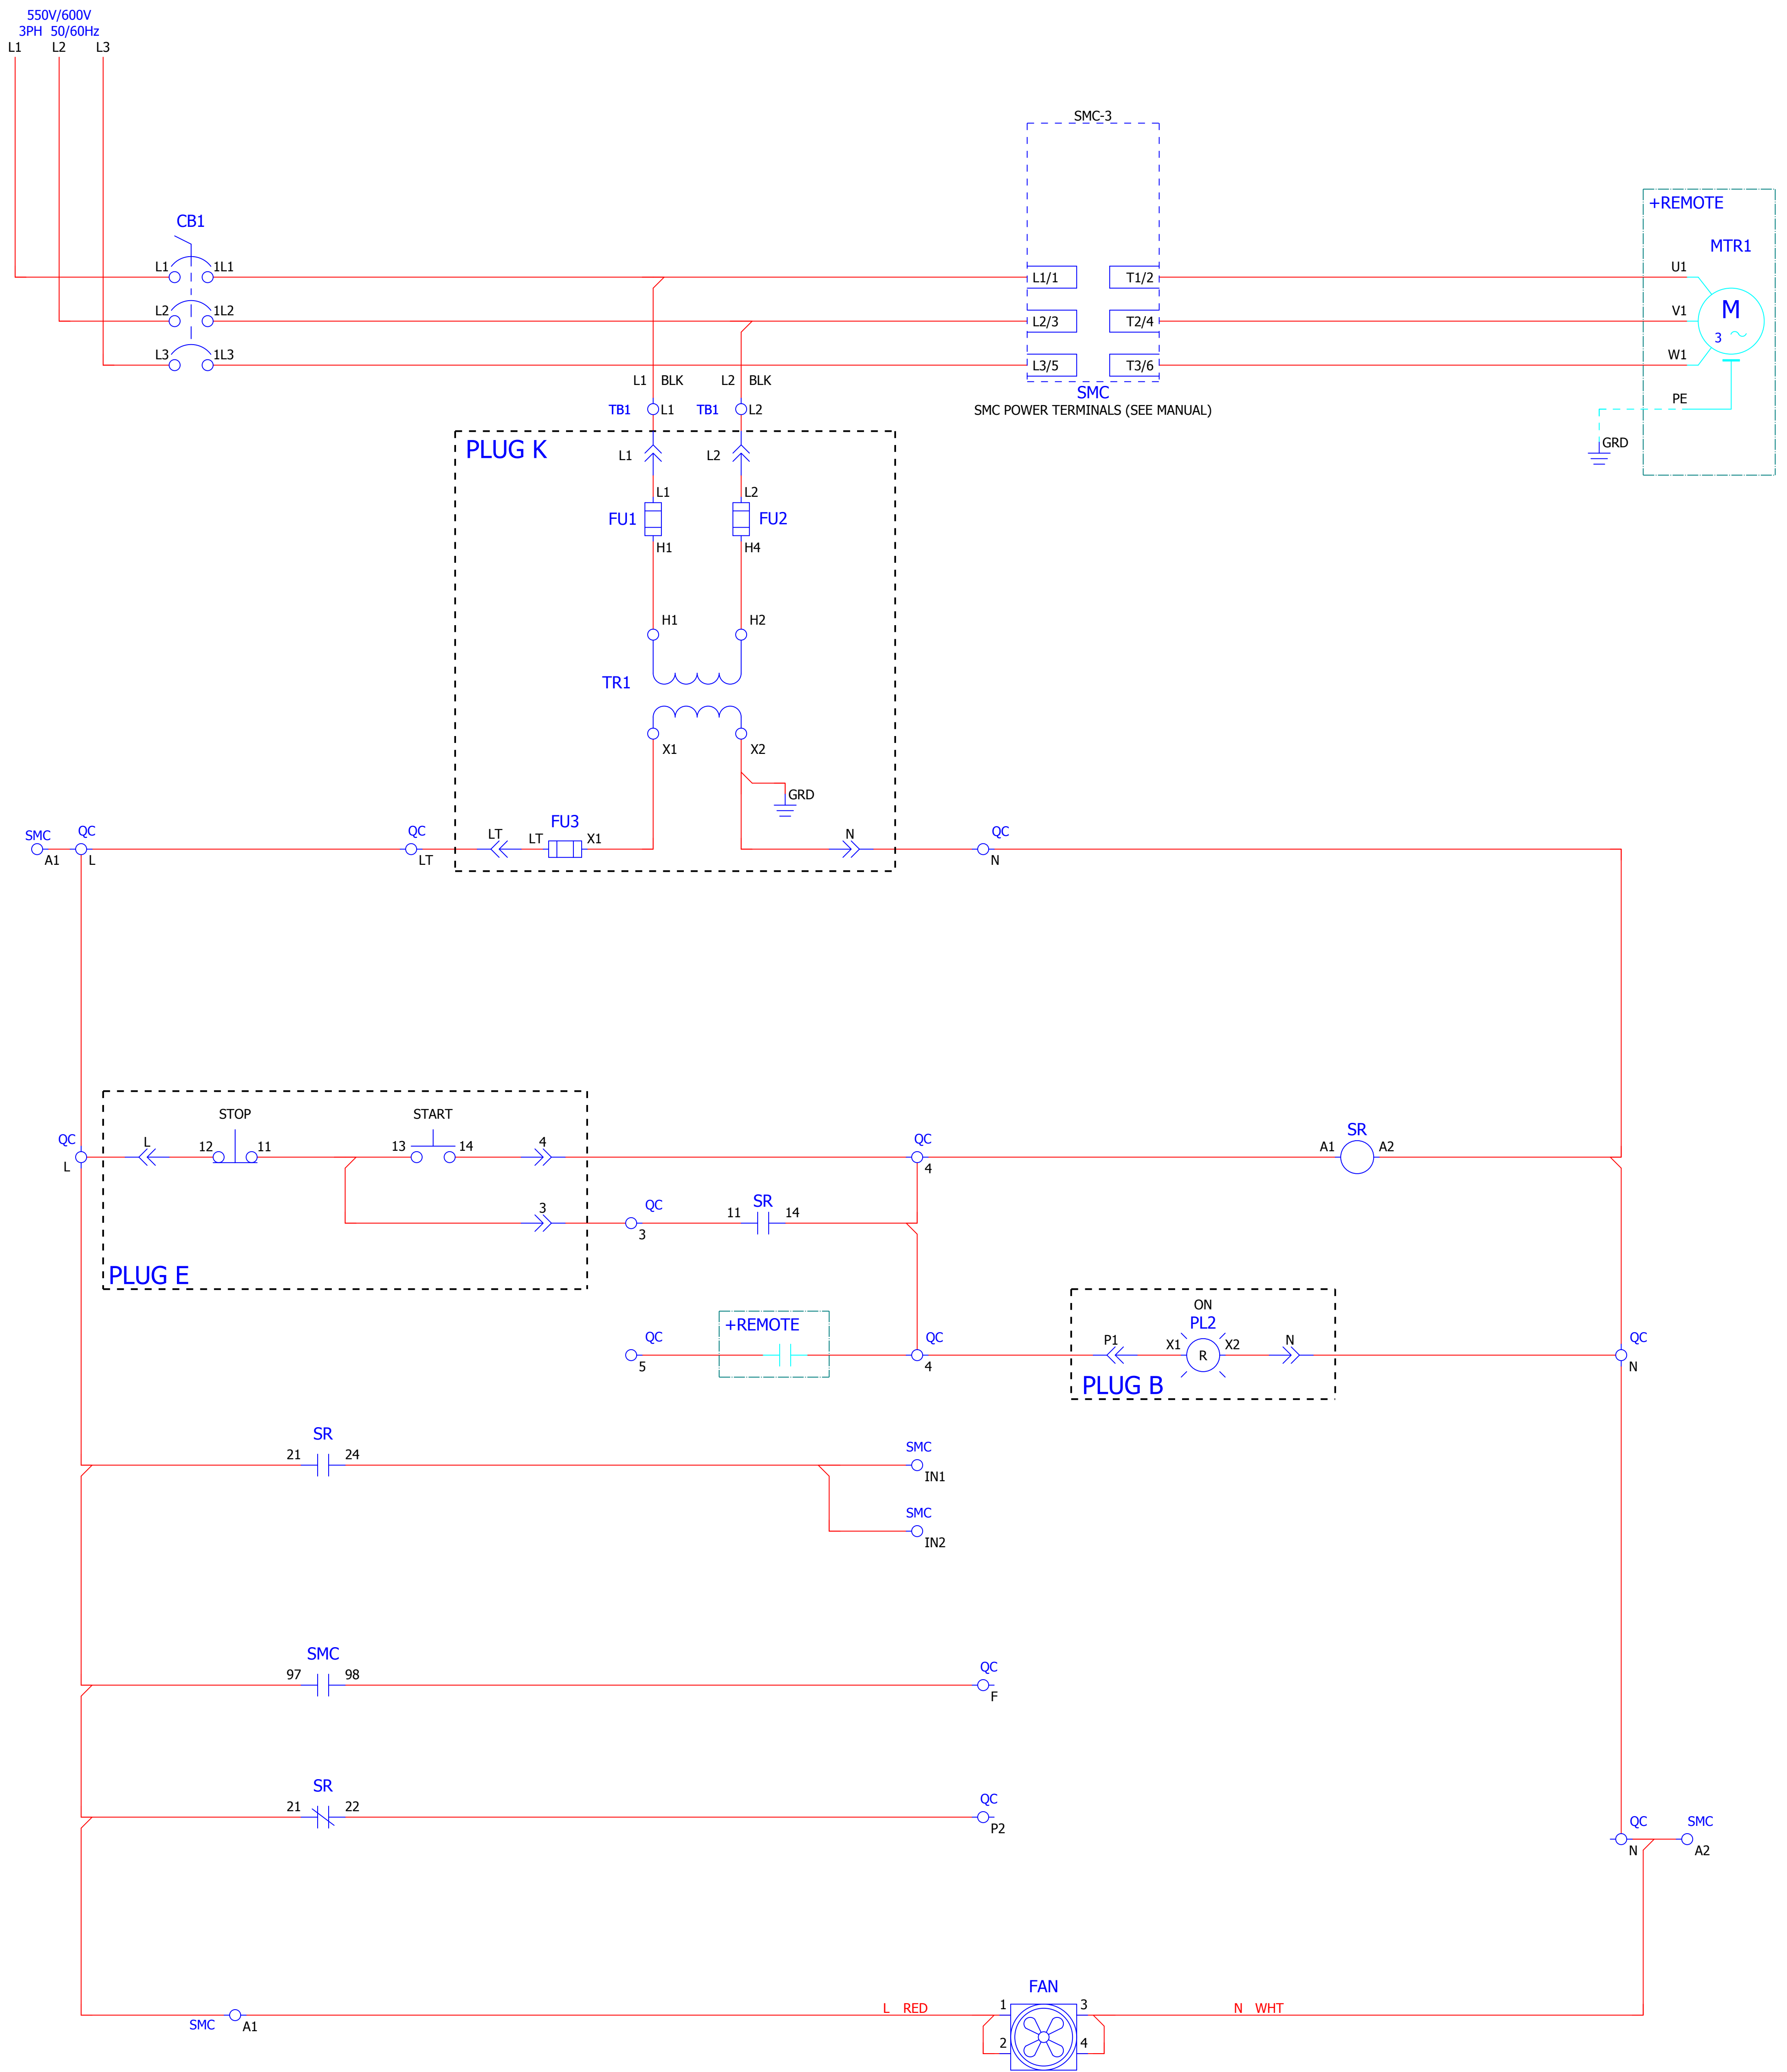 550V/600V
3PH 50/60Hz
L1 L2 L3
SMC-3
+REMOTE
CB1
MTR1
L1 1L1 L1/1 T1/2 U1
L2 1L2 L2/3 T2/4 V1
M
3
L3 1L3 L3/5 T3/6 W1
L1 BLK L2 BLK
SMC
PE
TB1 L1 TB1 L2
SMC POWER TERMINALS (SEE MANUAL)
GRD
PLUG K
L1 L2
L1 L2
FU1 FU2
H1 H4
H1 H2
TR1
X1 X2
GRD
FU3
SMC QC QC LT LT X1 N QC
A1 L LT N
STOP START
QC L 12 11 13 14 4 QC SR
A1 A2
L 4
3 QC 11 SR 14
3
PLUG E
ON
+REMOTE
PL2
QC QC P1 X1 X2 N QC
R
5 4 N
PLUG B
SR
21 24 SMC
IN1
SMC
IN2
SMC
97 98 QC
F
SR
21 22 QC
P2
QC SMC
N A2
FAN
L RED 1 3 N WHT
SMC A1
2 4